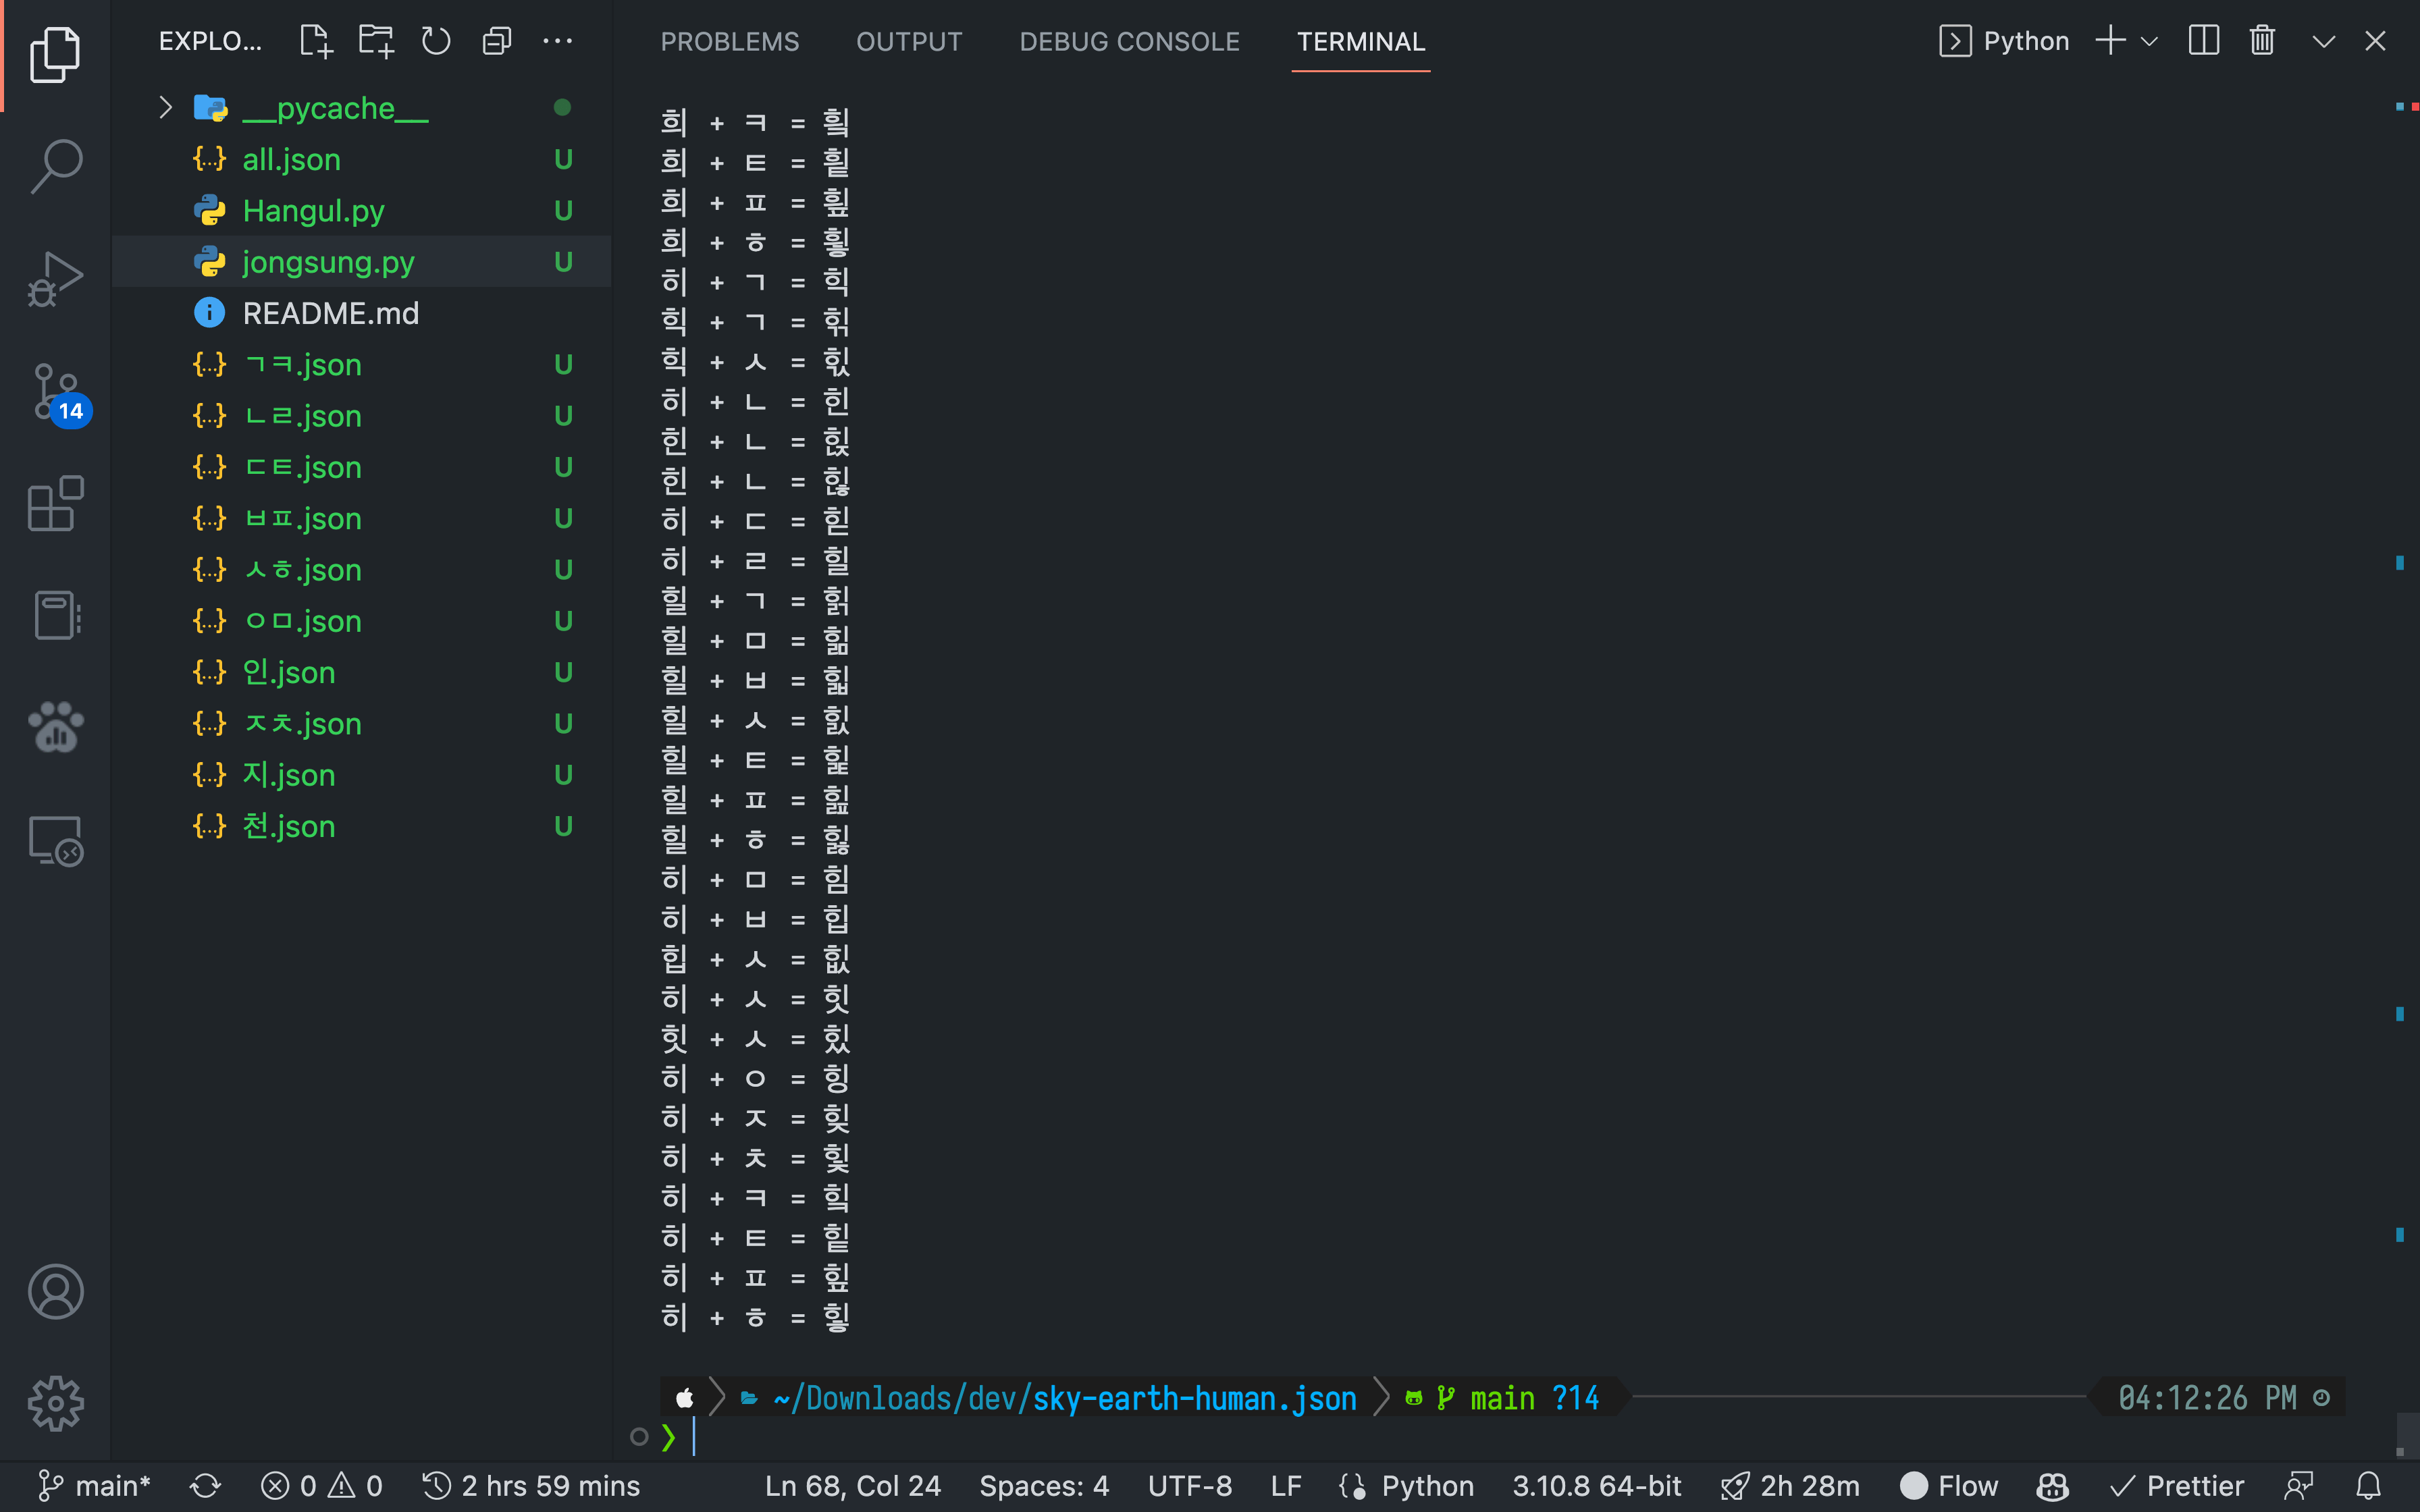 EXPLO...
PROBLEMS OUTPUT DEBUG CONSOLE TERMINAL
Python
__pycache__
all.json U
Hangul.py U
jongsung.py U
README.md
ㄱㅋ.json U
ㄴㄹ.json U
ㄷㅌ.json U
ㅂㅍ.json U
ㅅㅎ.json U
ㅇㅁ.json U
인.json U
ㅈㅊ.json U
지.json U
천.json U
14
희 + ㅋ = 흴
희 + ㅌ = 흹
희 + ㅍ = 흺
희 + ㅎ = 흻
히 + ㄱ = 힉
힉 + ㄱ = 힊
힉 + ㅅ = 힋
히 + ㄴ = 힌
힌 + ㄴ = 힍
힌 + ㄴ = 힎
히 + ㄷ = 힏
히 + ㄹ = 힐
힐 + ㄱ = 힑
힐 + ㅁ = 힒
힐 + ㅂ = 힓
힐 + ㅅ = 힔
힐 + ㅌ = 힕
힐 + ㅍ = 힖
힐 + ㅎ = 힗
히 + ㅁ = 힘
히 + ㅂ = 힙
힙 + ㅅ = 힚
히 + ㅅ = 힛
힛 + ㅅ = 힜
히 + ㅇ = 힝
히 + ㅈ = 힞
히 + ㅊ = 힟
히 + ㅋ = 힠
히 + ㅌ = 힡
히 + ㅍ = 힢
히 + ㅎ = 힣
~/Downloads/dev/sky-earth-human.json main ?14 04:12:26 PM
❯
main* 0 0 2 hrs 59 mins Ln 68, Col 24 Spaces: 4 UTF-8 LF Python 3.10.8 64-bit 2h 28m Flow Prettier